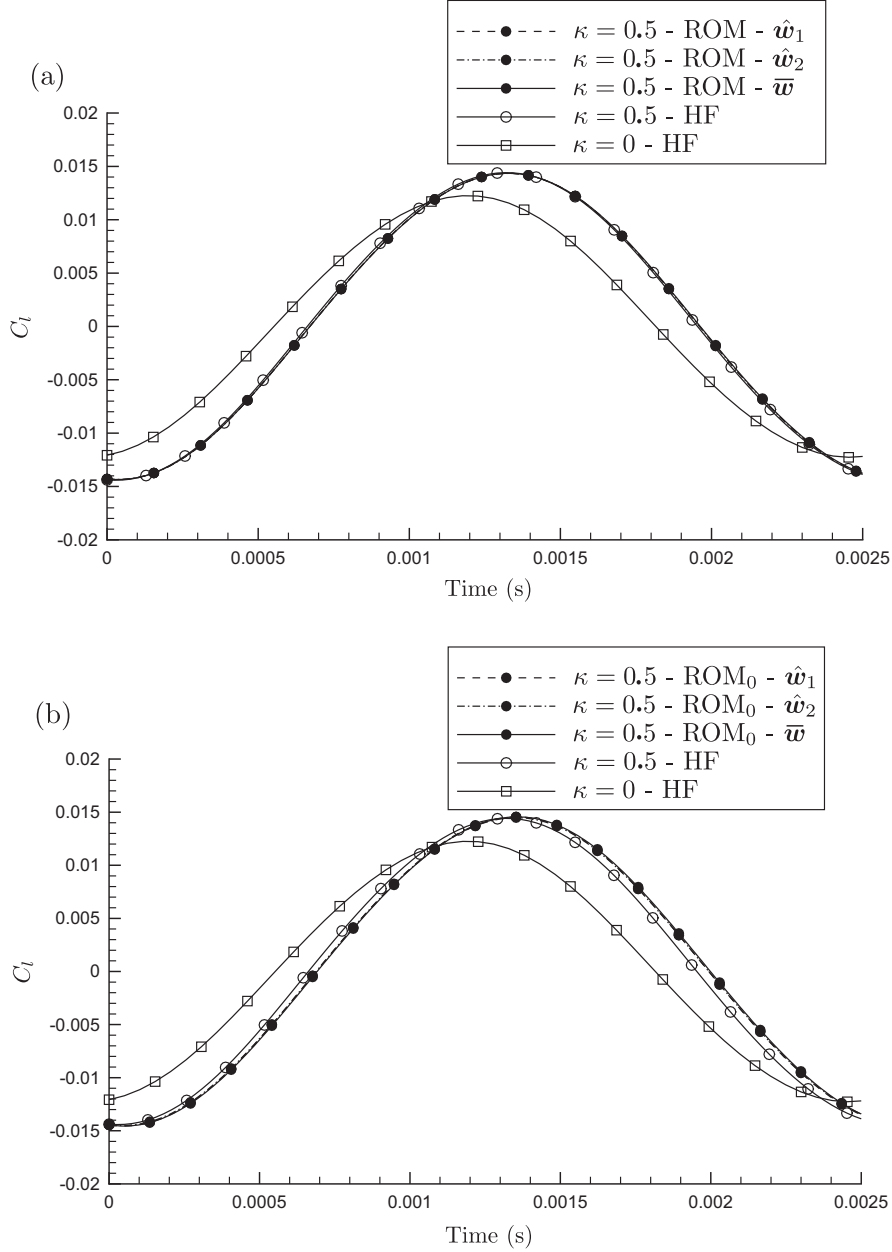 κ = 0.5 - ROM - ŵ₁
κ = 0.5 - ROM - ŵ₂
κ = 0.5 - ROM - w̅
κ = 0.5 - HF
κ = 0 - HF
(a)
0.02
0.015
0.01
0.005
0
-0.005
-0.01
-0.015
-0.02
C_l
0 0.0005 0.001 0.0015 0.002 0.0025
Time (s)
κ = 0.5 - ROM₀ - ŵ₁
κ = 0.5 - ROM₀ - ŵ₂
κ = 0.5 - ROM₀ - w̅
κ = 0.5 - HF
κ = 0 - HF
(b)
0.02
0.015
0.01
0.005
0
-0.005
-0.01
-0.015
-0.02
C_l
0 0.0005 0.001 0.0015 0.002 0.0025
Time (s)